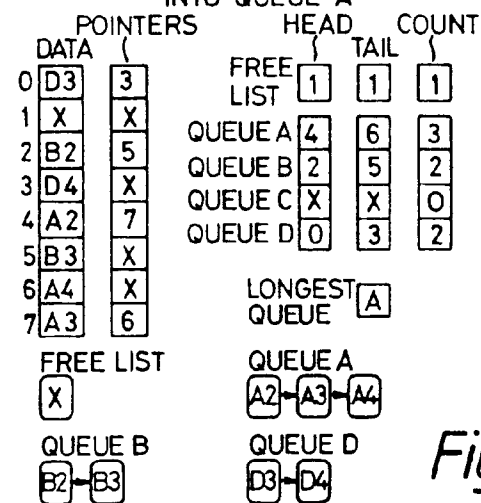 INTO QUEUE A
POINTERS HEAD COUNT
DATA TAIL
0 D3 3
FREE LIST 1 1 1
1 X X
QUEUE A 4 6 3
2 B2 5
QUEUE B 2 5 2
3 D4 X
QUEUE C X X 0
4 A2 7
QUEUE D 0 3 2
5 B3 X
6 A4 X
LONGEST QUEUE A
7 A3 6
FREE LIST QUEUE A
X A2 A3 A4
QUEUE B QUEUE D
B2 B3 D3 D4